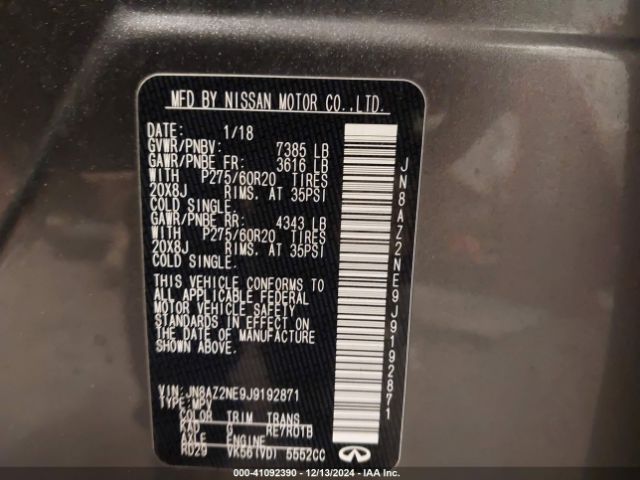 MFD BY NISSAN MOTOR CO.,LTD.
DATE: 1/18
GVWR/PNBV: 7385 LB
GAWR/PNBE FR: 3616 LB
WITH P275/60R20 TIRES
20X8J RIMS. AT 35PSI
COLD SINGLE.
GAWR/PNBE RR: 4343 LB
WITH P275/60R20 TIRES
20X8J RIMS. AT 35PSI
COLD SINGLE.
THIS VEHICLE CONFORMS TO
ALL APPLICABLE FEDERAL
MOTOR VEHICLE SAFETY
STANDARDS IN EFFECT ON
THE DATE OF MANUFACTURE
SHOWN ABOVE.
VIN:JN8AZ2NE9J9192871
TYPE:MPV
COLOR TRIM TRANS
KAD G RE7R01B
AXLE ENGINE
RD29 VK56(VD) 5552CC
JN8AZ2NE9J9192871
000-41092390 - 12/13/2024 - IAA Inc.